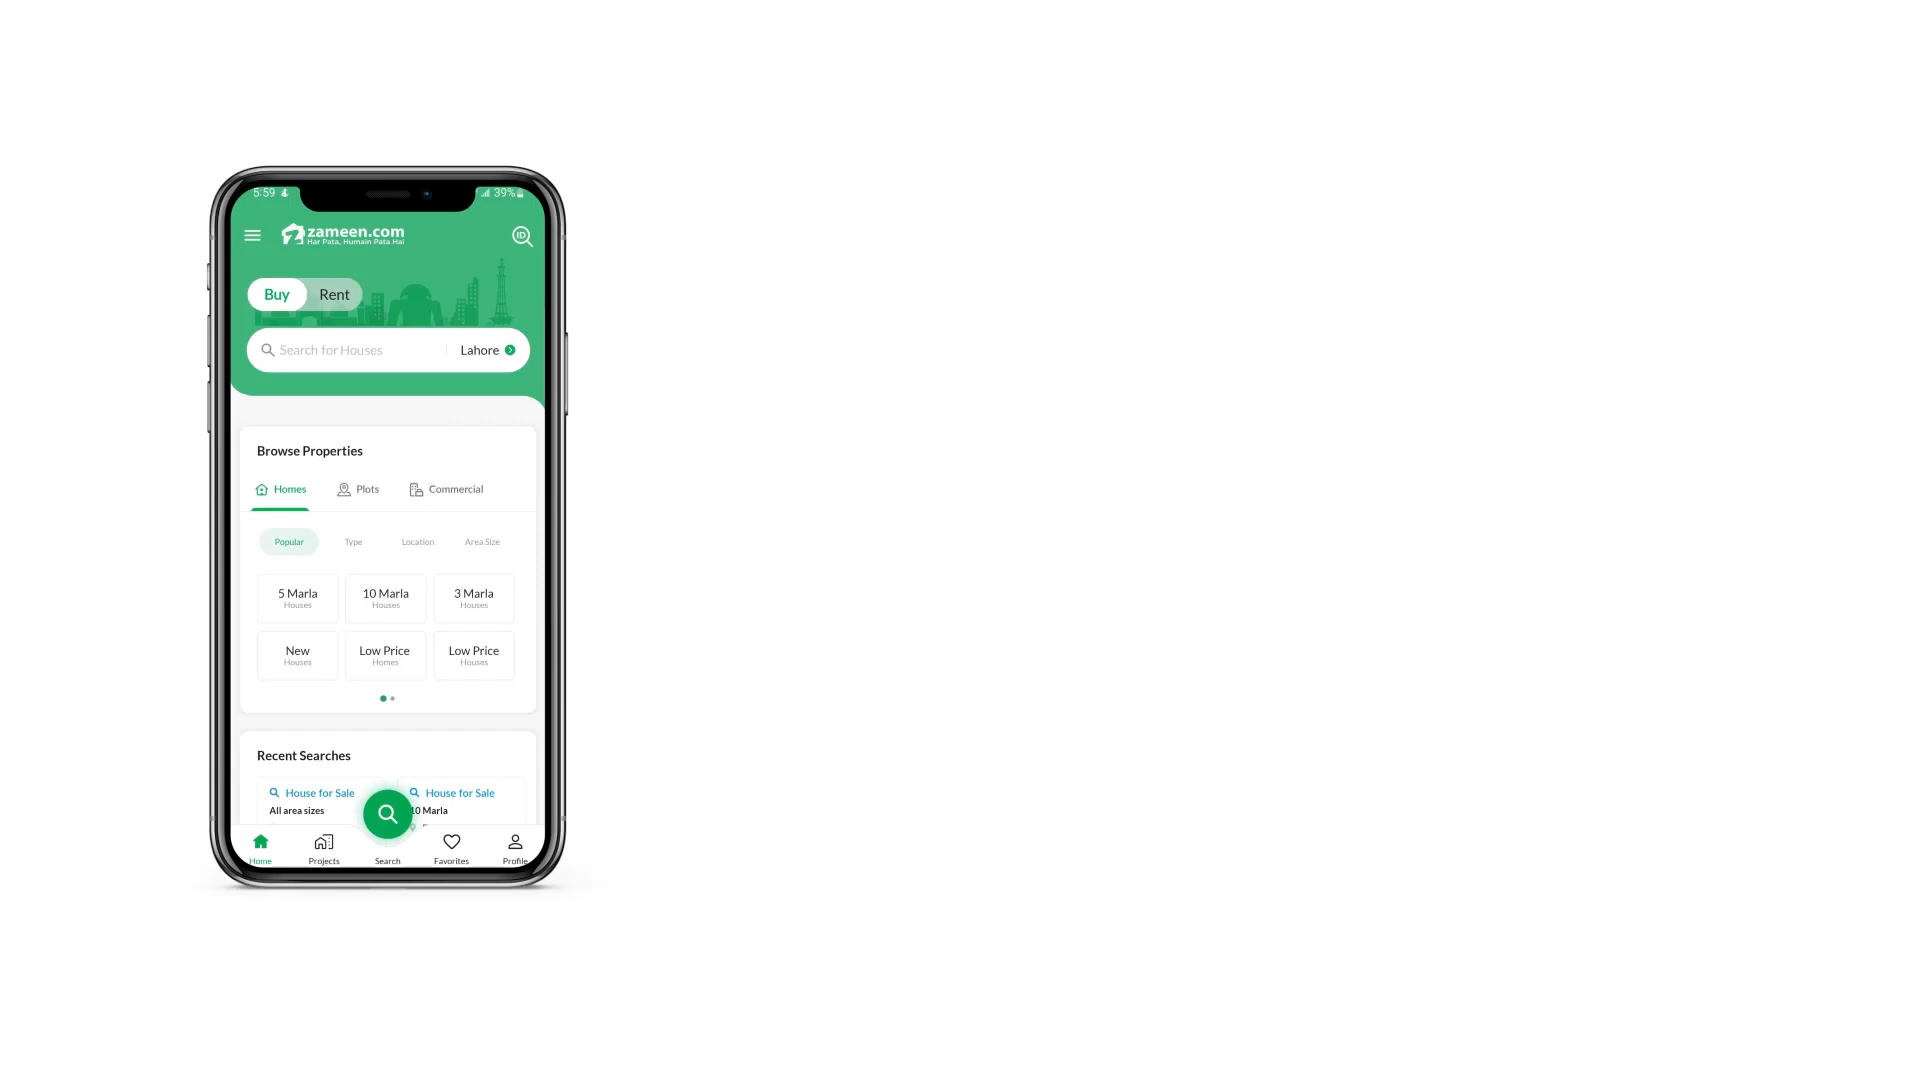 5:59 39%
zameen.com
Har Pata, Humain Pata Hai
ID
Buy Rent
Search for Houses Lahore
Browse Properties
Homes Plots Commercial
Popular Type Location Area Size
5 Marla 10 Marla 3 Marla
Houses Houses Houses
New Low Price Low Price
Houses Homes Houses
Recent Searches
House for Sale House for Sale
All area sizes 10 Marla
Home Projects Search Favorites Profile